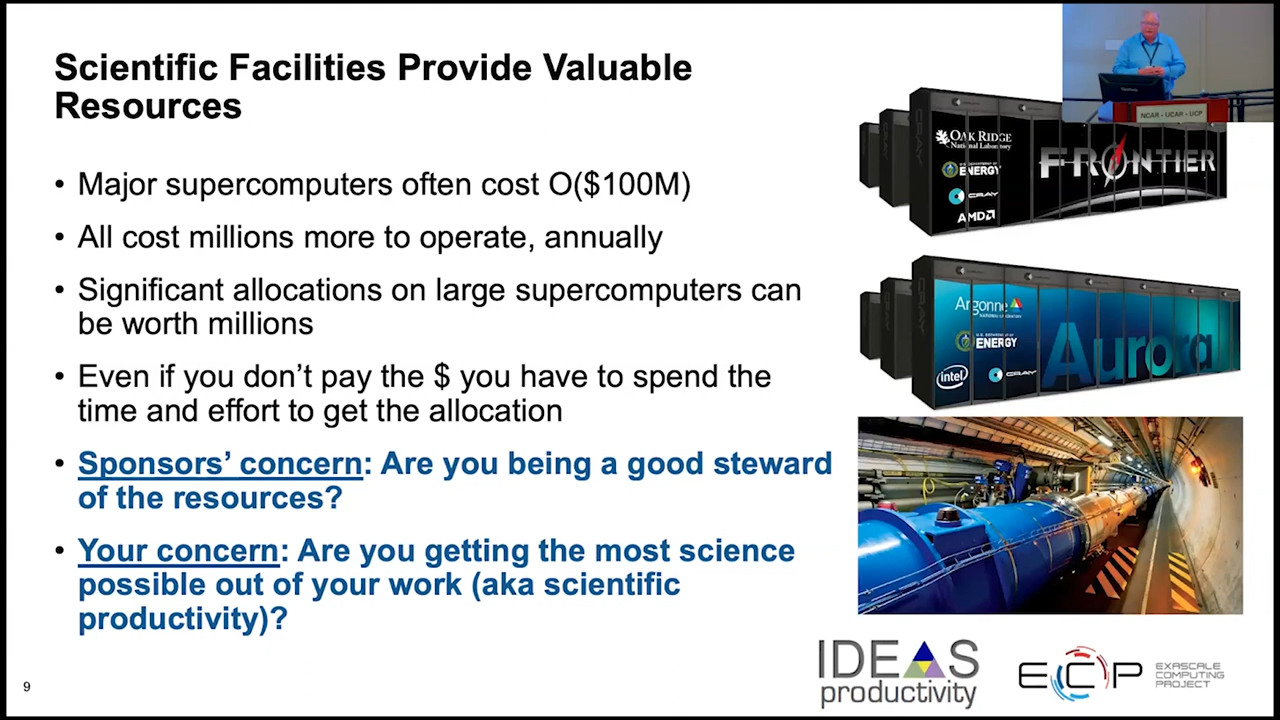 Scientific Facilities Provide Valuable
Resources
• Major supercomputers often cost O($100M)
• All cost millions more to operate, annually
• Significant allocations on large supercomputers can
be worth millions
• Even if you don’t pay the $ you have to spend the
time and effort to get the allocation
• Sponsors’ concern: Are you being a good steward
of the resources?
• Your concern: Are you getting the most science
possible out of your work (aka scientific
productivity)?
NCAR • UCAR • UCP
OAK RIDGE
National Laboratory
U.S. DEPARTMENT OF
ENERGY
CRAY
AMD
FRONTIER
CRAY
Argonne
NATIONAL LABORATORY
U.S. DEPARTMENT OF
ENERGY
intel
CRAY
Aurora
CRAY
IDEAS
productivity
ECP
EXASCALE
COMPUTING
PROJECT
9